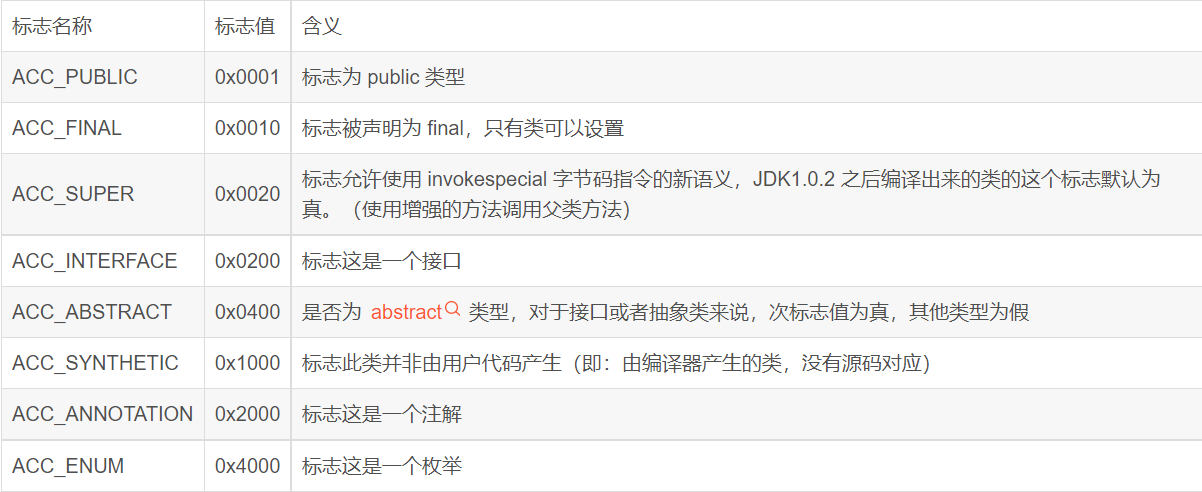 标志名称 标志值 含义
ACC_PUBLIC 0x0001 标志为 public 类型
ACC_FINAL 0x0010 标志被声明为 final，只有类可以设置
ACC_SUPER 0x0020 标志允许使用 invokespecial 字节码指令的新语义，JDK1.0.2 之后编译出来的类的这个标志默认为
真。（使用增强的方法调用父类方法）
ACC_INTERFACE 0x0200 标志这是一个接口
ACC_ABSTRACT 0x0400 是否为 abstract 类型，对于接口或者抽象类来说，次标志值为真，其他类型为假
ACC_SYNTHETIC 0x1000 标志此类并非由用户代码产生（即：由编译器产生的类，没有源码对应）
ACC_ANNOTATION 0x2000 标志这是一个注解
ACC_ENUM 0x4000 标志这是一个枚举